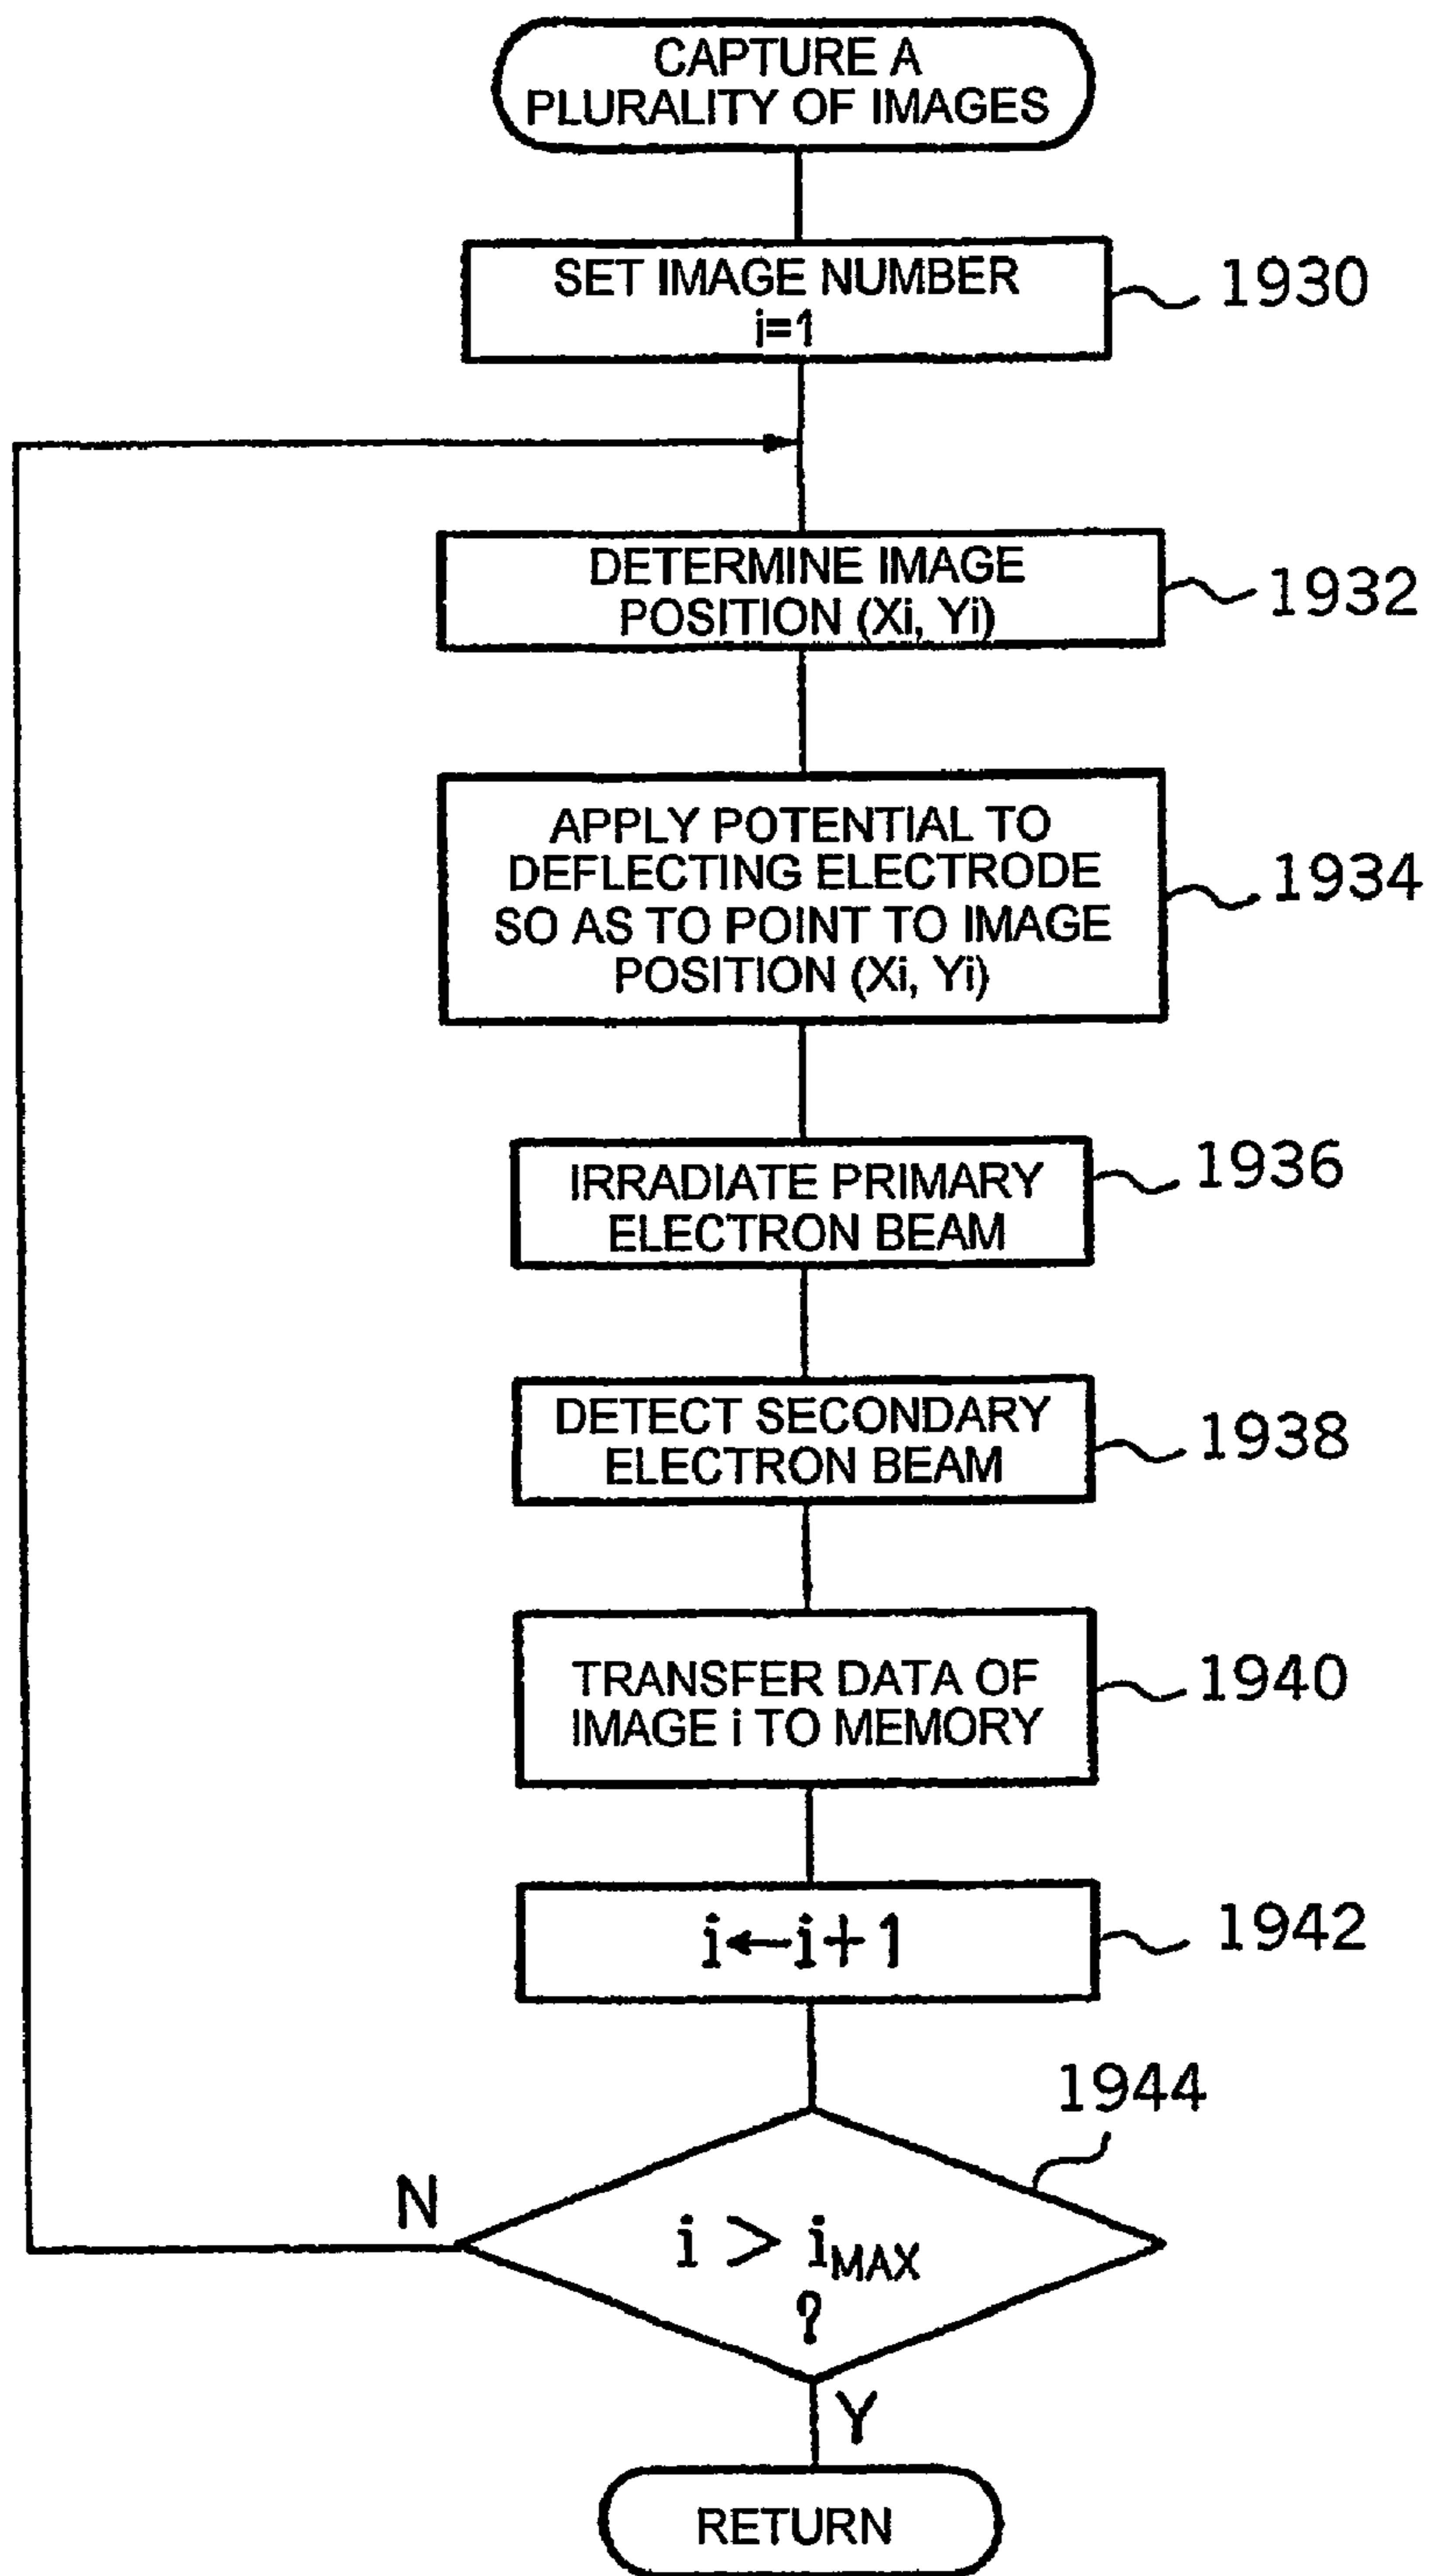 CAPTURE A
PLURALITY OF IMAGES
SET IMAGE NUMBER
i=1
1930
DETERMINE IMAGE
POSITION (Xi, Yi)
1932
APPLY POTENTIAL TO
DEFLECTING ELECTRODE
SO AS TO POINT TO IMAGE
POSITION (Xi, Yi)
1934
IRRADIATE PRIMARY
ELECTRON BEAM
1936
DETECT SECONDARY
ELECTRON BEAM
1938
TRANSFER DATA OF
IMAGE i TO MEMORY
1940
i←i+1
1942
1944
N
i > iMAX
?
Y
RETURN